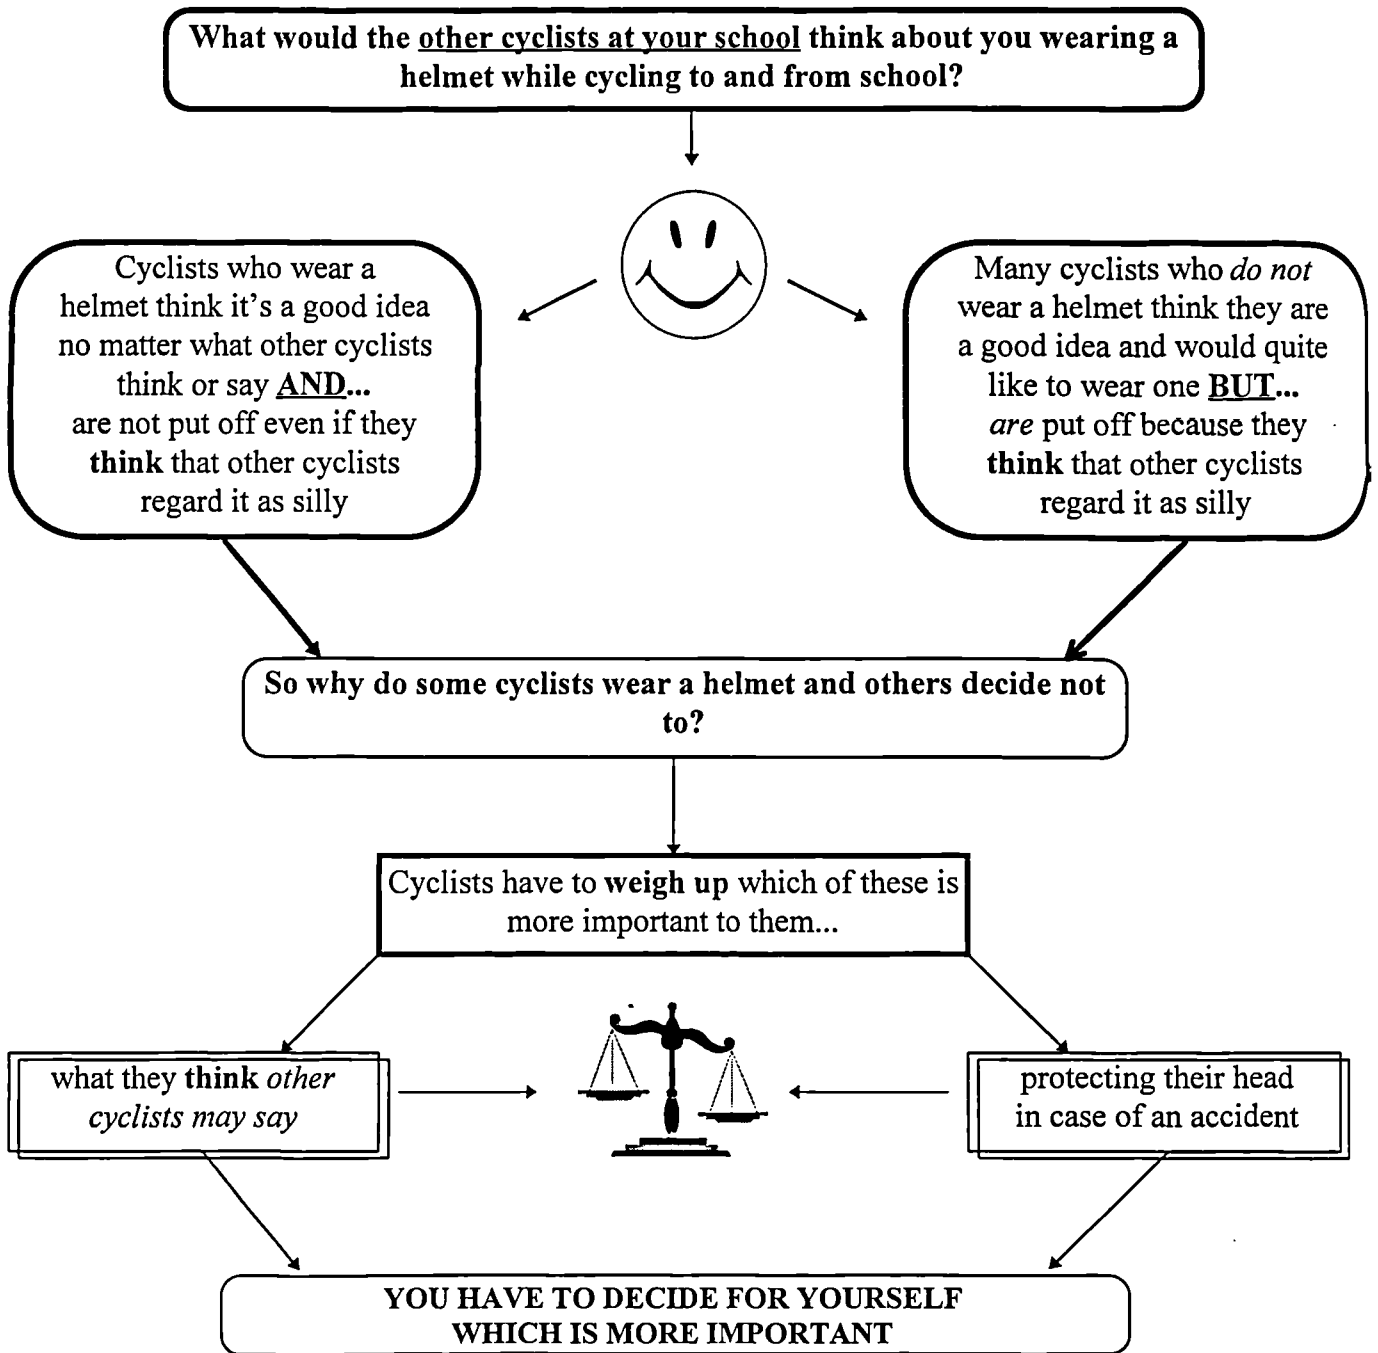 What would the other cyclists at your school think about you wearing a
helmet while cycling to and from school?
Cyclists who wear a
helmet think it's a good idea
no matter what other cyclists
think or say AND...
are not put off even if they
think that other cyclists
regard it as silly
Many cyclists who do not
wear a helmet think they are
a good idea and would quite
like to wear one BUT...
are put off because they
think that other cyclists
regard it as silly
So why do some cyclists wear a helmet and others decide not
to?
Cyclists have to weigh up which of these is
more important to them...
what they think other
cyclists may say
protecting their head
in case of an accident
YOU HAVE TO DECIDE FOR YOURSELF
WHICH IS MORE IMPORTANT